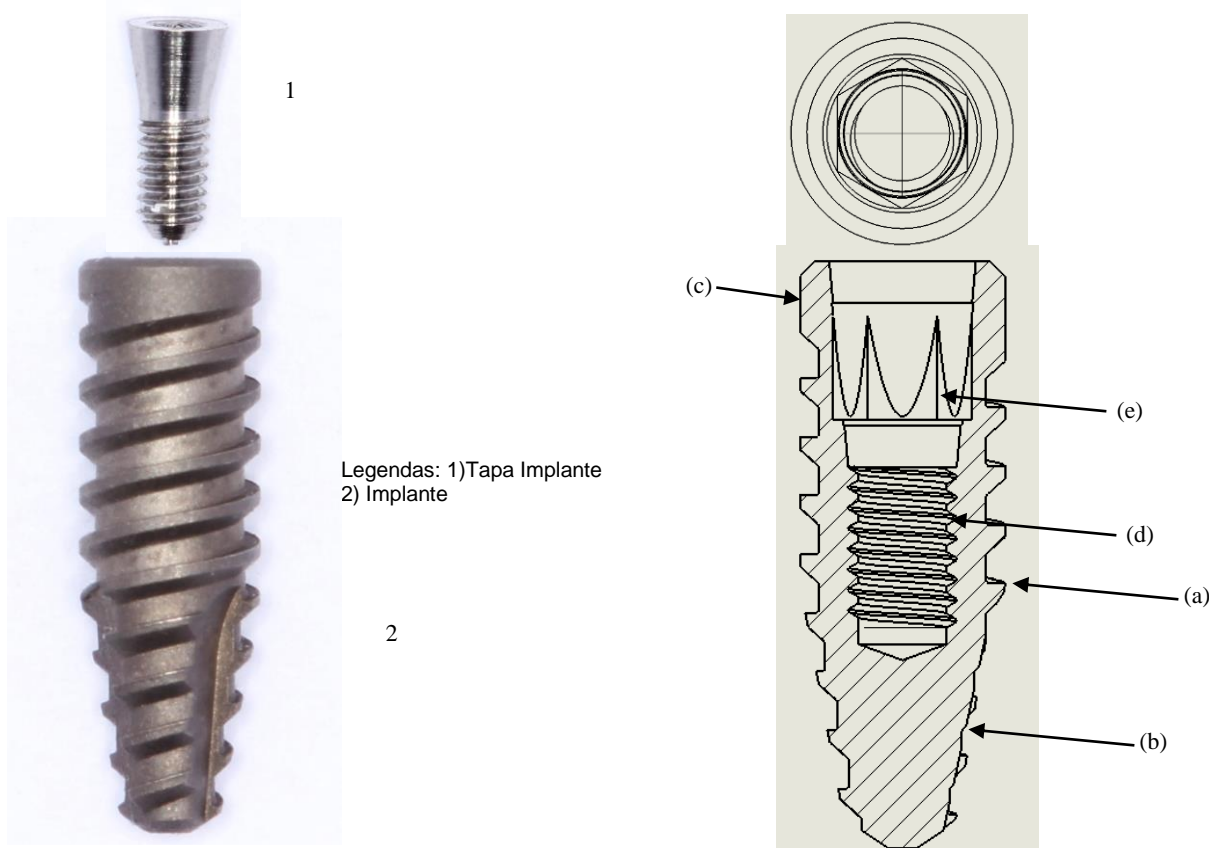 1
(c)
(e)
Legendas: 1)Tapa Implante
2) Implante
(d)
(a)
2
(b)